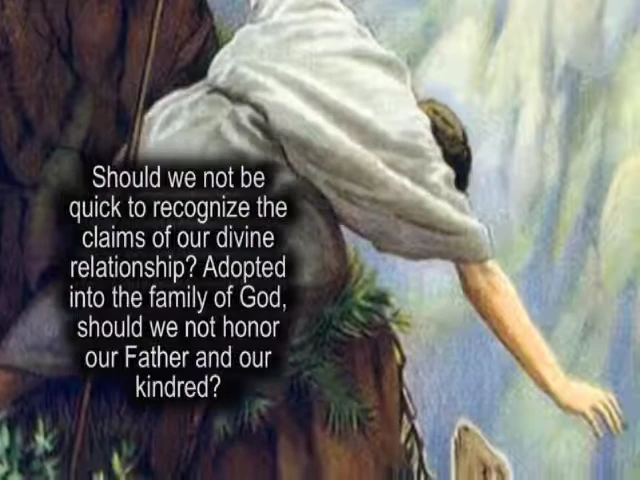 Should we not be
quick to recognize the
claims of our divine
relationship? Adopted
into the family of God,
should we not honor
our Father and our
kindred?